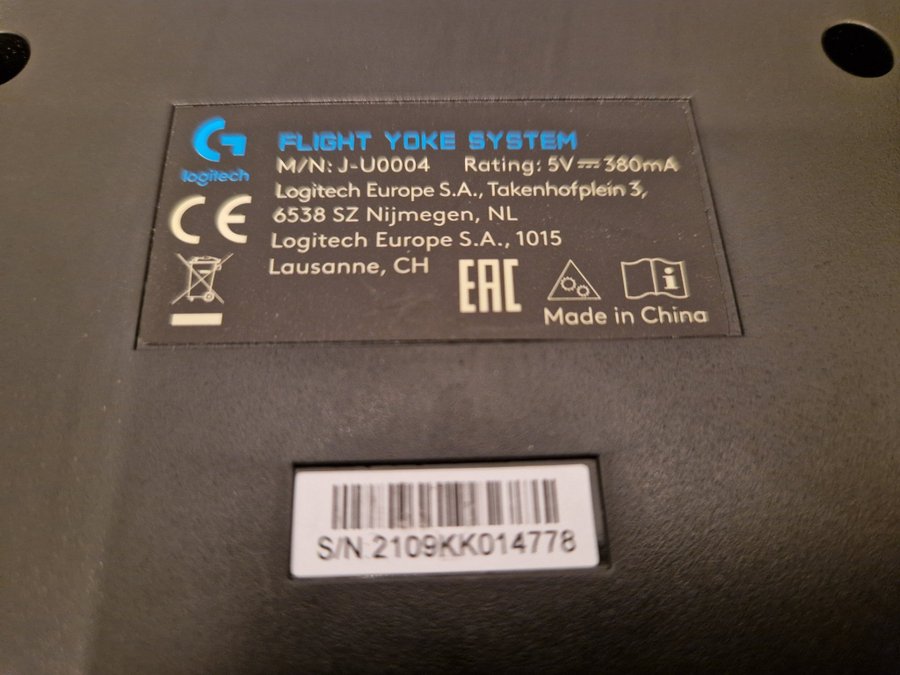 logitech
FLIGHT YOKE SYSTEM
M/N: J-U0004 Rating: 5V⎓380mA
Logitech Europe S.A., Takenhofplein 3,
6538 SZ Nijmegen, NL
Logitech Europe S.A., 1015
Lausanne, CH
CE
EAC
Made in China
S/N 2109KK014778